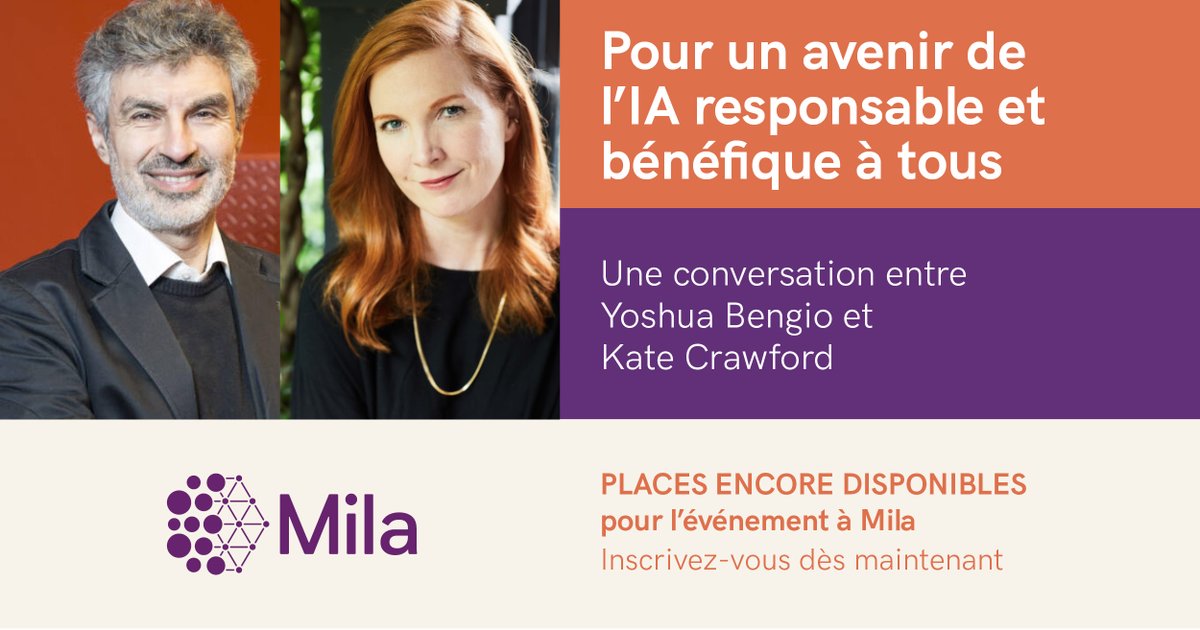 Pour un avenir de
l’IA responsable et
bénéfique à tous
Une conversation entre
Yoshua Bengio et
Kate Crawford
Mila
PLACES ENCORE DISPONIBLES
pour l’événement à Mila
Inscrivez-vous dès maintenant